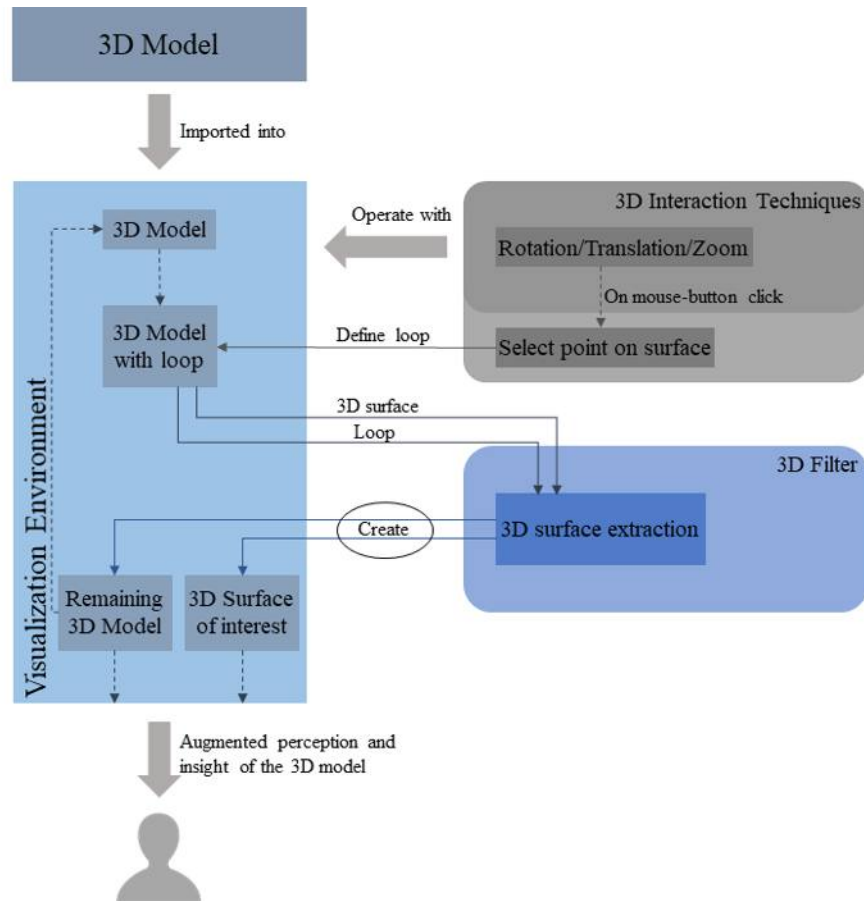 3D Model
Imported into
3D Interaction Techniques
Operate with
3D Model
Rotation/Translation/Zoom
On mouse-button click
3D Model
with loop
Define loop
Select point on surface
3D surface
Loop
3D Filter
Create
3D surface extraction
Visualization Environment
Remaining
3D Model
3D Surface
of interest
Augmented perception and
insight of the 3D model